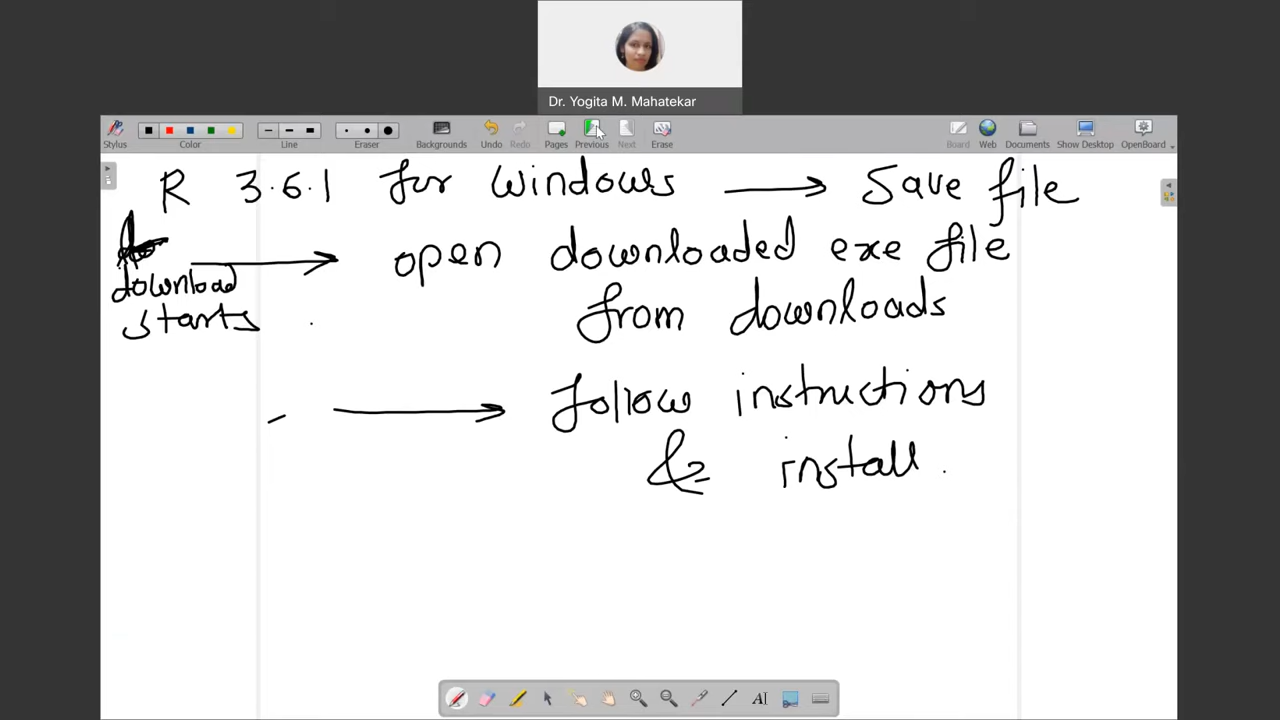 Dr. Yogita M. Mahatekar
Stylus Color Line Eraser Backgrounds Undo Redo Pages Previous Next Erase Board Web Documents Show Desktop OpenBoard
R 3.6.1 for windows → Save file
download starts → open downloaded exe file
from downloads
→ follow instructions
& install.
AI